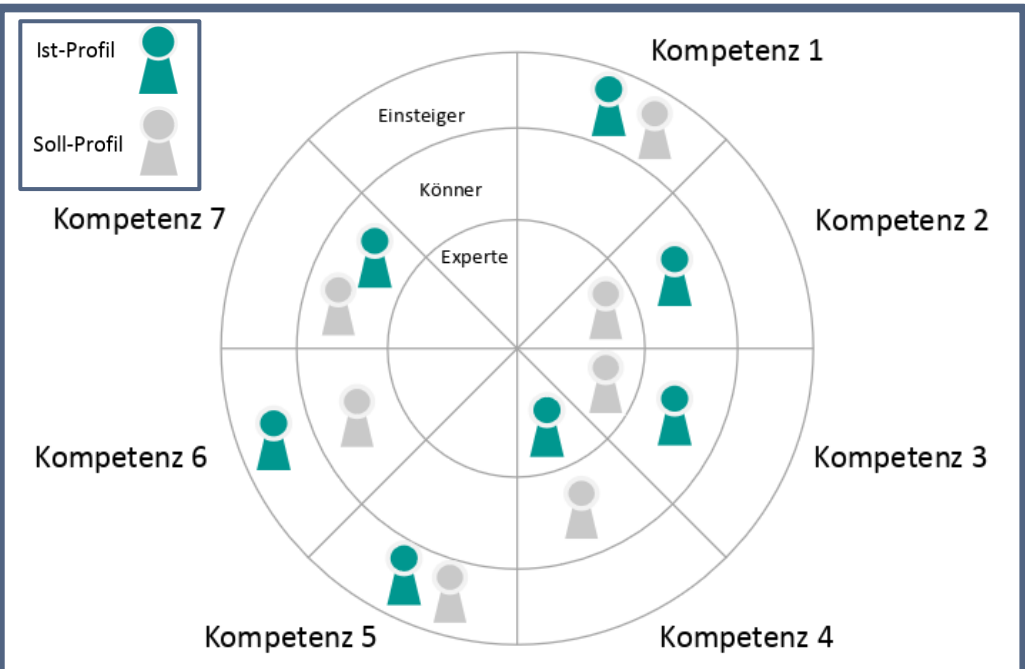 Ist-Profil
Soll-Profil
Kompetenz 1
Einsteiger
Könner
Kompetenz 7
Kompetenz 2
Experte
Kompetenz 6
Kompetenz 3
Kompetenz 5
Kompetenz 4